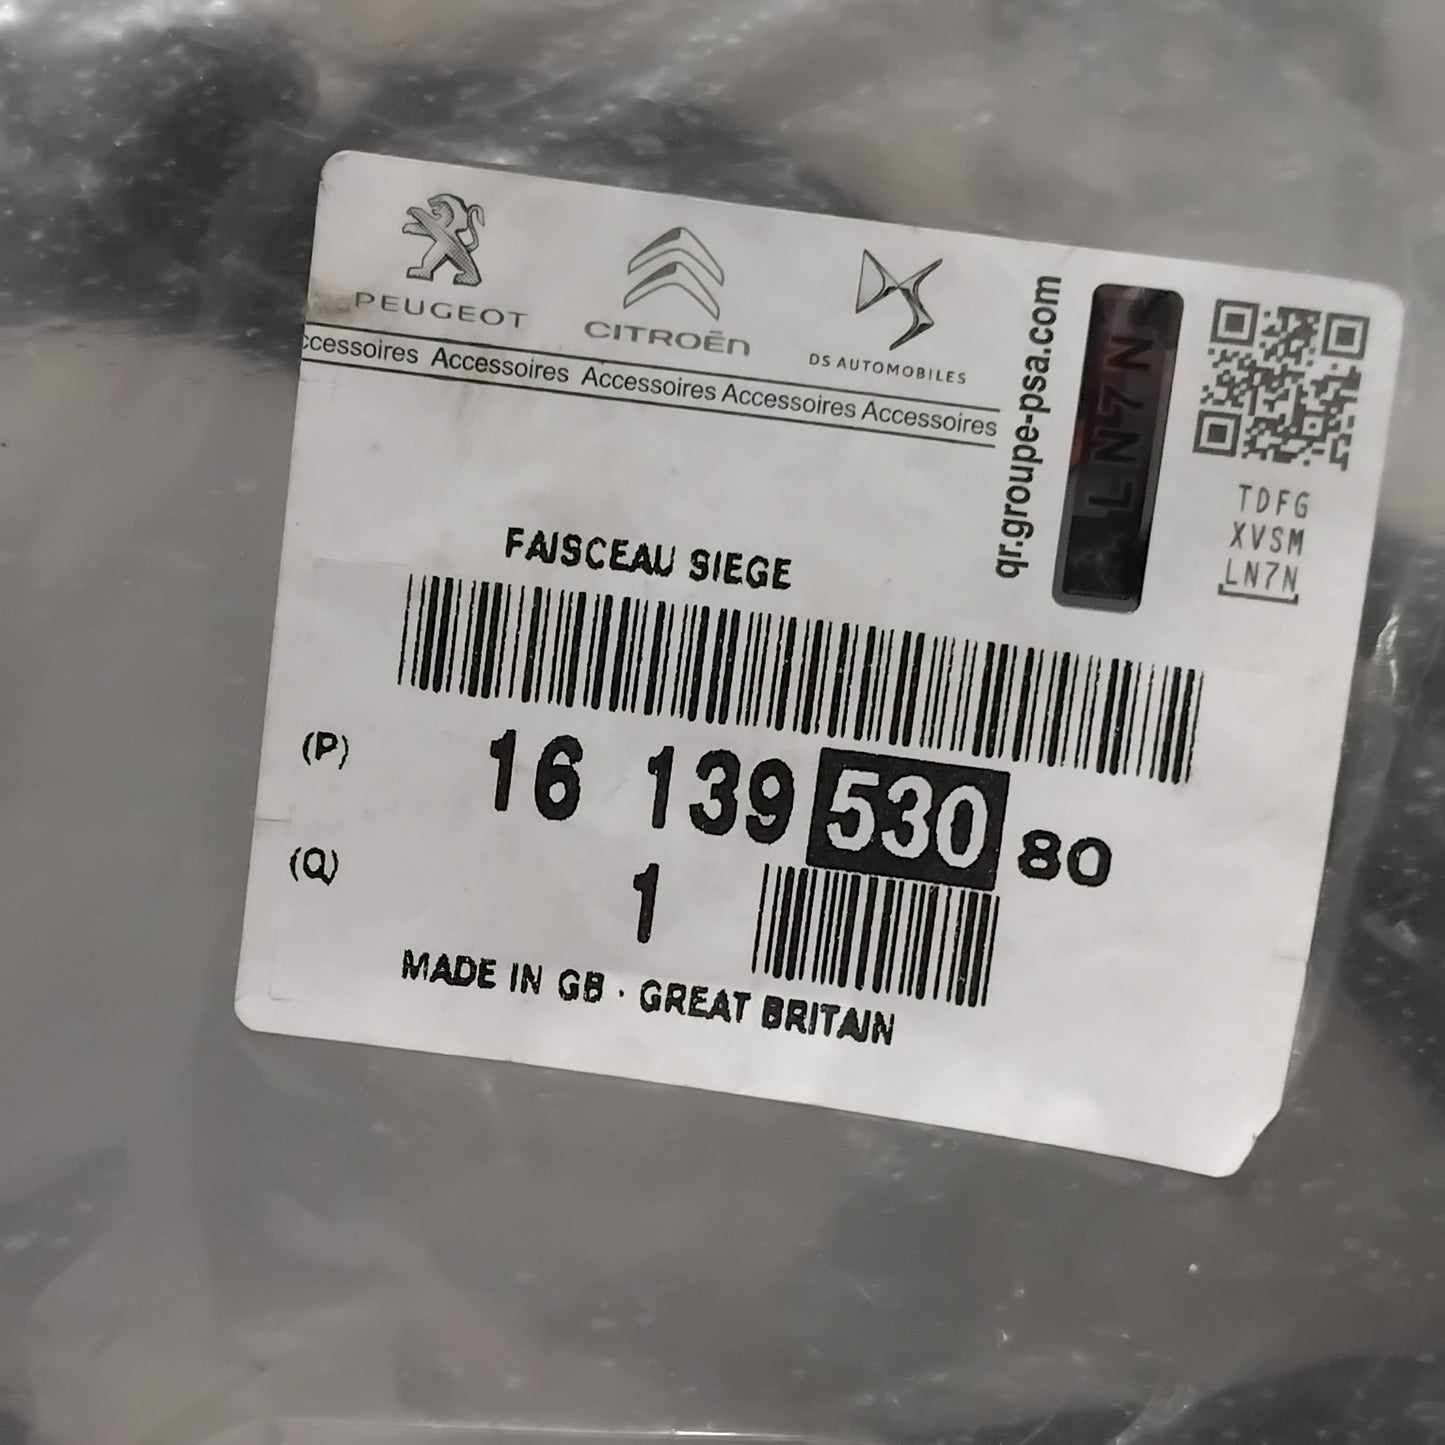 PEUGEOT
CITROËN
DS AUTOMOBILES
ccessoires Accessoires Accessoires Accessoires Accessoires
qr.groupe-psa.com
LN7N
TDFG
XVSM
LN7N
FAISCEAU SIEGE
(P) 16 139 530 80
(Q) 1
MADE IN GB · GREAT BRITAIN